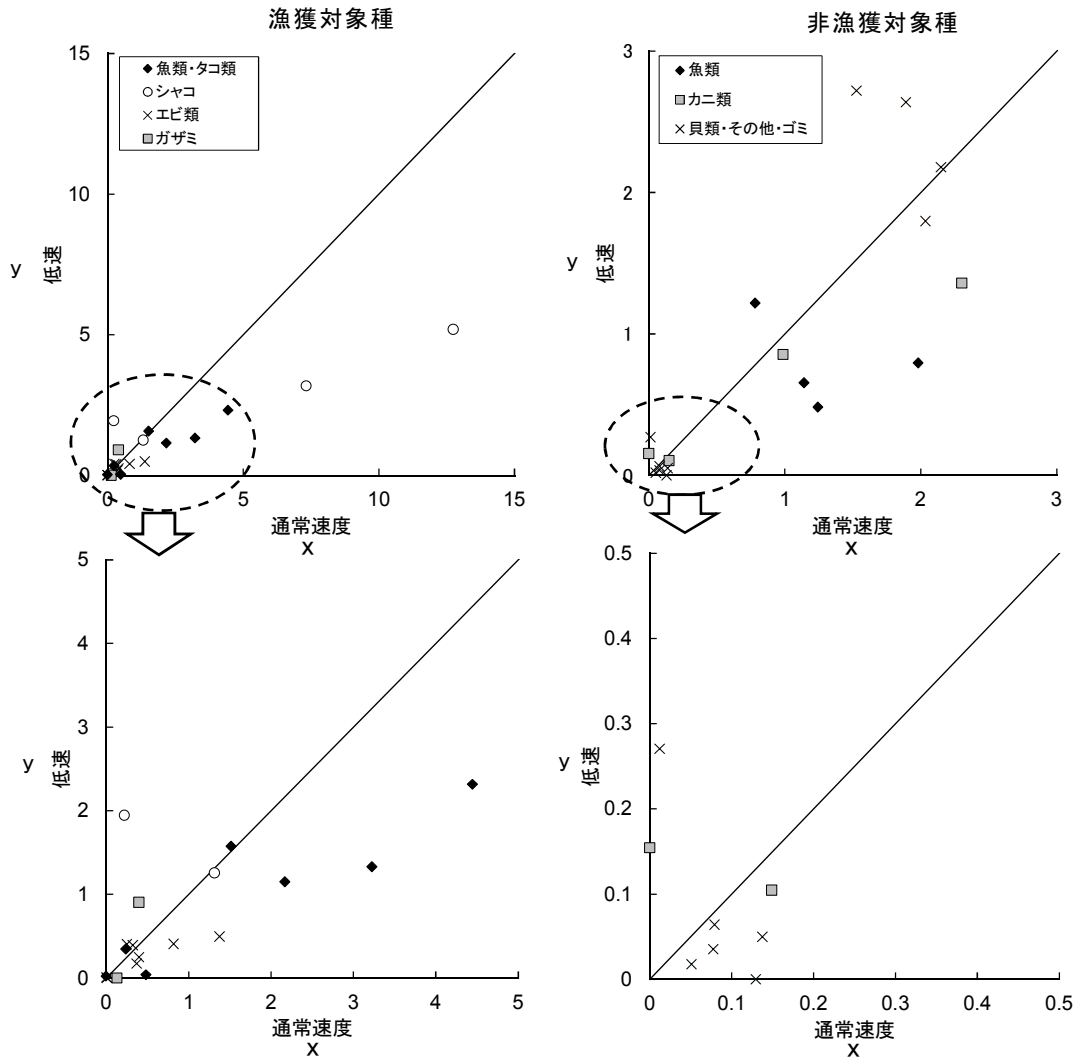 漁獲対象種
15
10
5
0
魚類・タコ類
シャコ
エビ類
ガザミ
y
低速
0
5
10
15
通常速度
x
非漁獲対象種
3
2
1
0
魚類
カニ類
貝類・その他・ゴミ
y
低速
0
1
2
3
通常速度
x
5
4
3
2
1
0
y
低速
0
1
2
3
4
5
通常速度
x
0.5
0.4
0.3
0.2
0.1
0
y
低速
0
0.1
0.2
0.3
0.4
0.5
通常速度
x